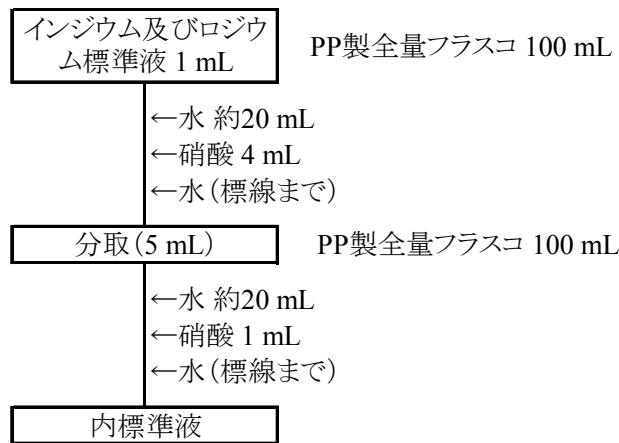 インジウム及びロジウ
ム標準液 1 mL
PP製全量フラスコ 100 mL
←水 約20 mL
←硝酸 4 mL
←水（標線まで）
分取（5 mL）
PP製全量フラスコ 100 mL
←水 約20 mL
←硝酸 1 mL
←水（標線まで）
内標準液